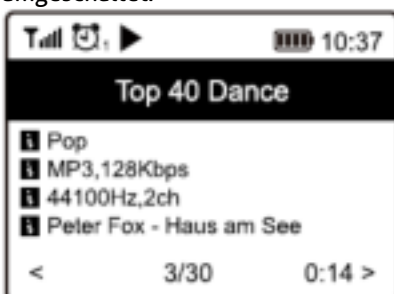 10:37
Top 40 Dance
Pop
MP3,128Kbps
44100Hz,2ch
Peter Fox - Haus am See
< 3/30 0:14 >